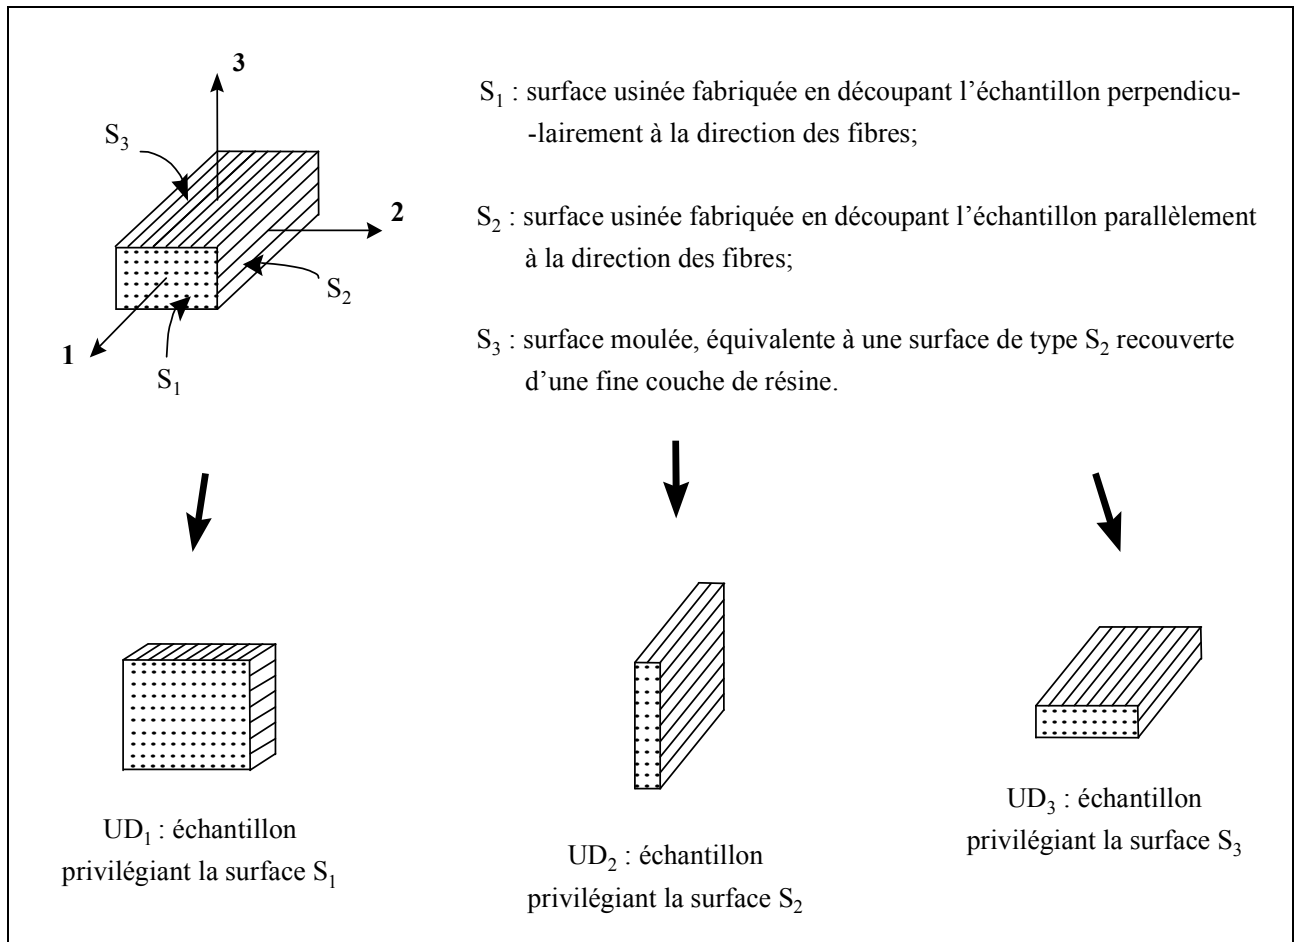 3
S₃
2
S₂
1
S₁
S₁ : surface usinée fabriquée en découpant l’échantillon perpendicu-
-lairement à la direction des fibres;
S₂ : surface usinée fabriquée en découpant l’échantillon parallèlement
à la direction des fibres;
S₃ : surface moulée, équivalente à une surface de type S₂ recouverte
d’une fine couche de résine.
UD₁ : échantillon
privilégiant la surface S₁
UD₂ : échantillon
privilégiant la surface S₂
UD₃ : échantillon
privilégiant la surface S₃